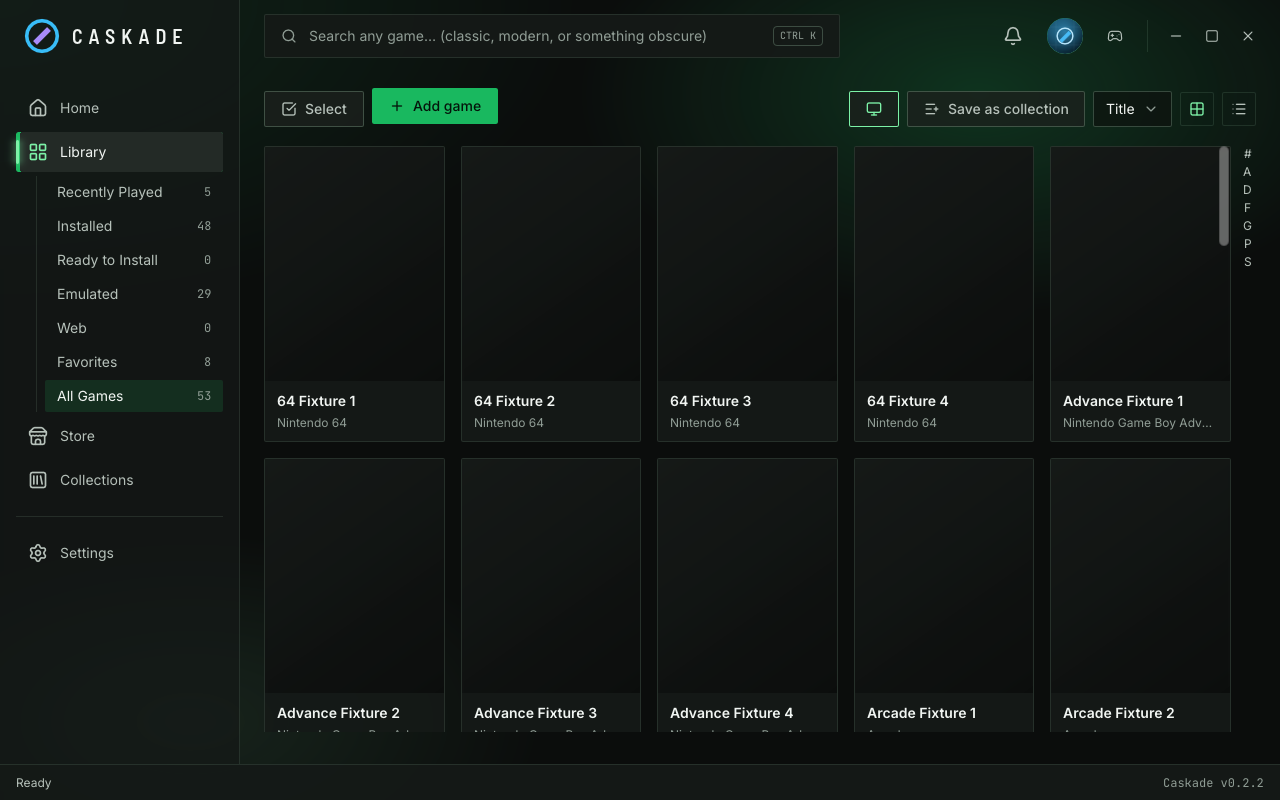 CASKADE
Search any game... (classic, modern, or something obscure)
CTRL K
Home
Library
Recently Played 5
Installed 48
Ready to Install 0
Emulated 29
Web 0
Favorites 8
All Games 53
Store
Collections
Settings
Select
Add game
Save as collection
Title
64 Fixture 1
Nintendo 64
64 Fixture 2
Nintendo 64
64 Fixture 3
Nintendo 64
64 Fixture 4
Nintendo 64
Advance Fixture 1
Nintendo Game Boy Adv...
Advance Fixture 2
Advance Fixture 3
Advance Fixture 4
Arcade Fixture 1
Arcade Fixture 2
#
A
D
F
G
P
S
Ready
Caskade v0.2.2